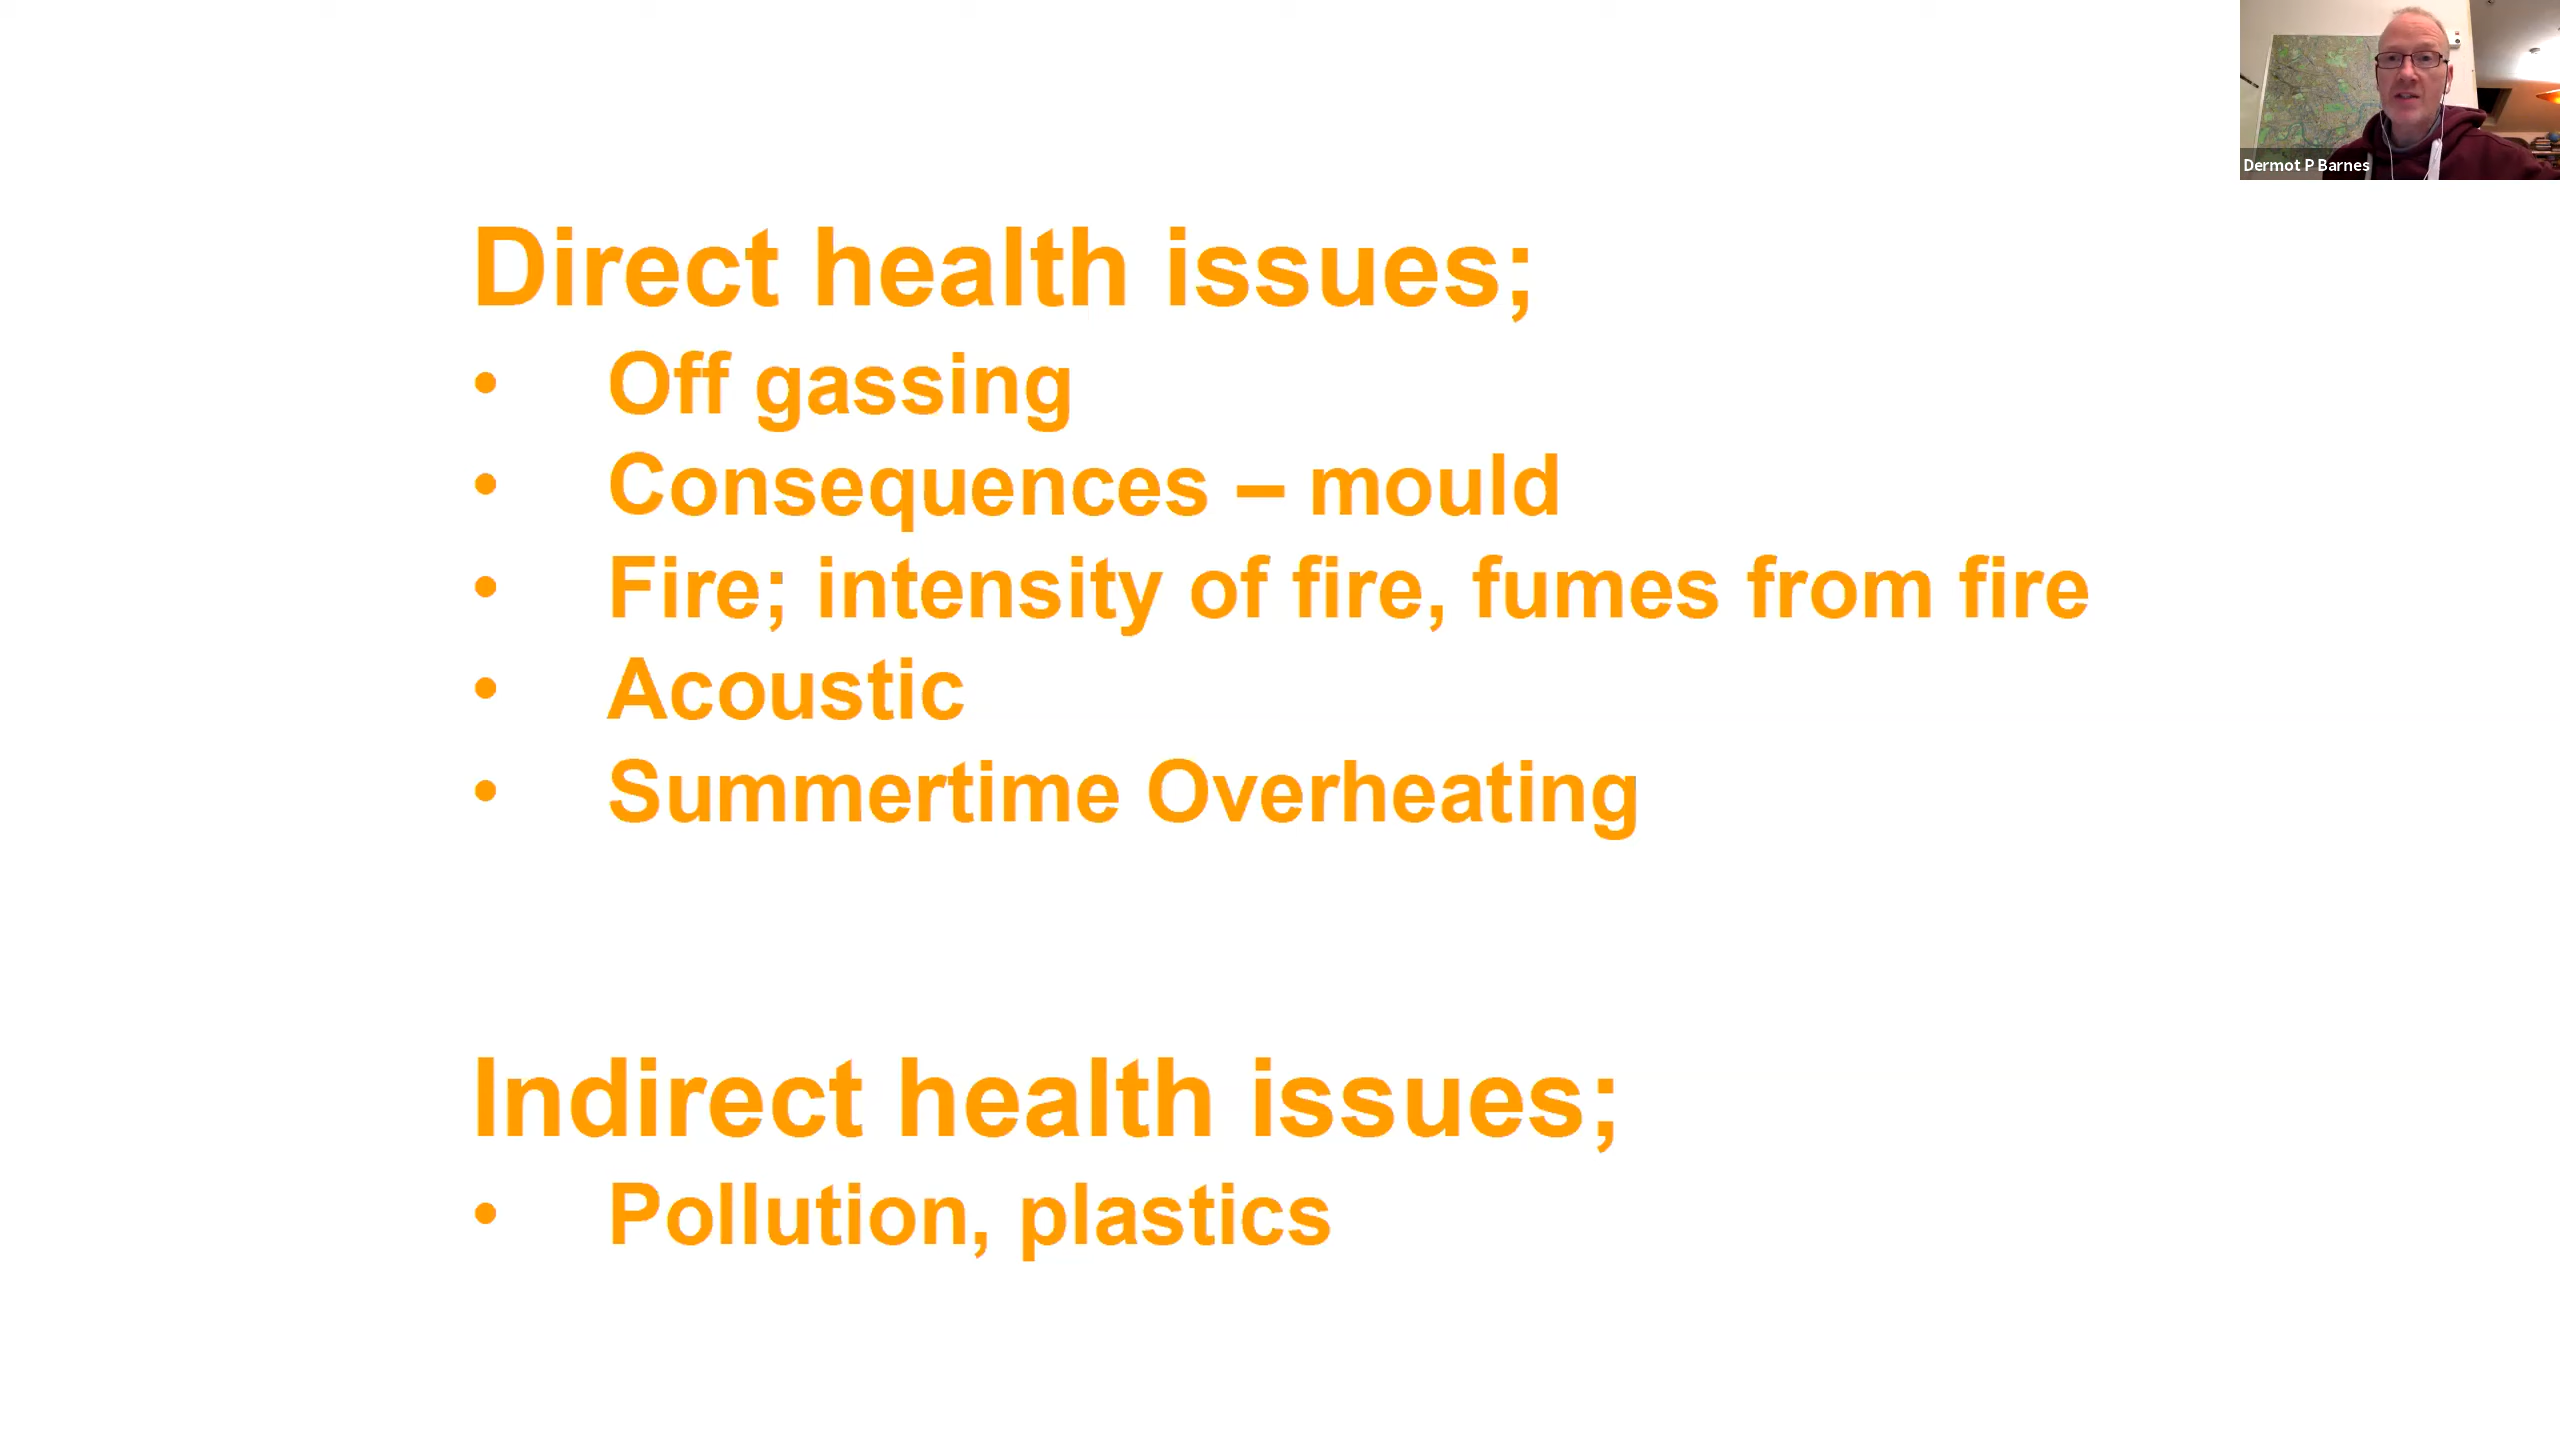 Dermot P Barnes
Direct health issues;
• Off gassing
• Consequences – mould
• Fire; intensity of fire, fumes from fire
• Acoustic
• Summertime Overheating
Indirect health issues;
• Pollution, plastics